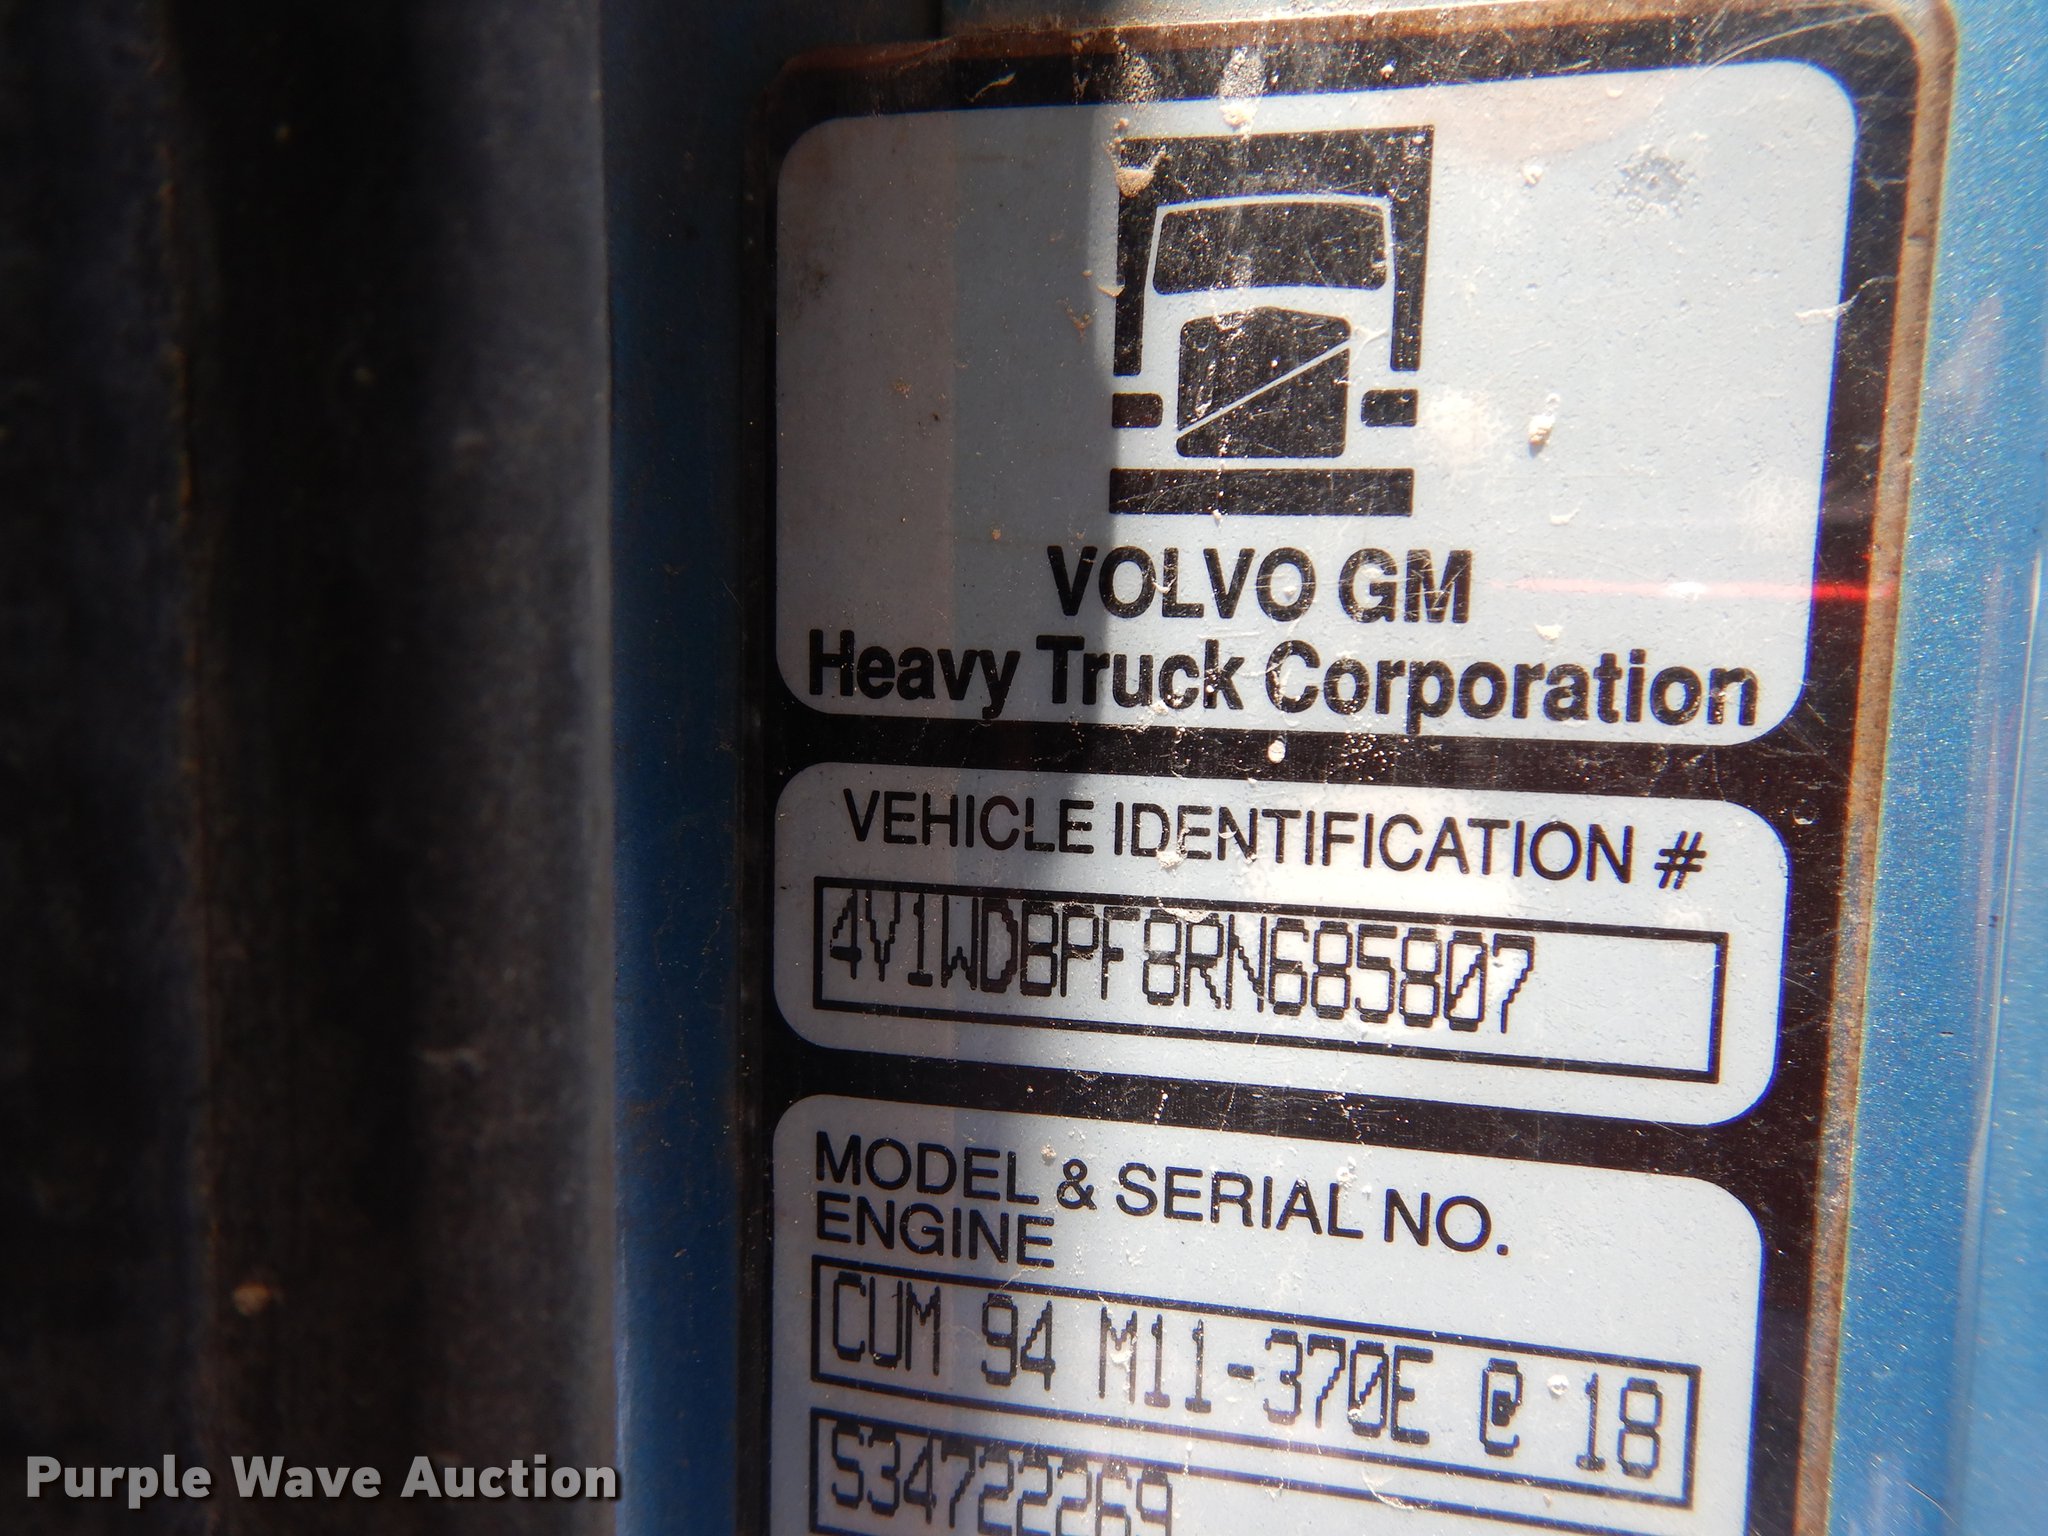 VOLVO GM
Heavy Truck Corporation
VEHICLE IDENTIFICATION #
4V1WDBPF8RN685807
MODEL & SERIAL NO.
ENGINE
CUM 94 M11-370E @ 18
S34722269
Purple Wave Auction